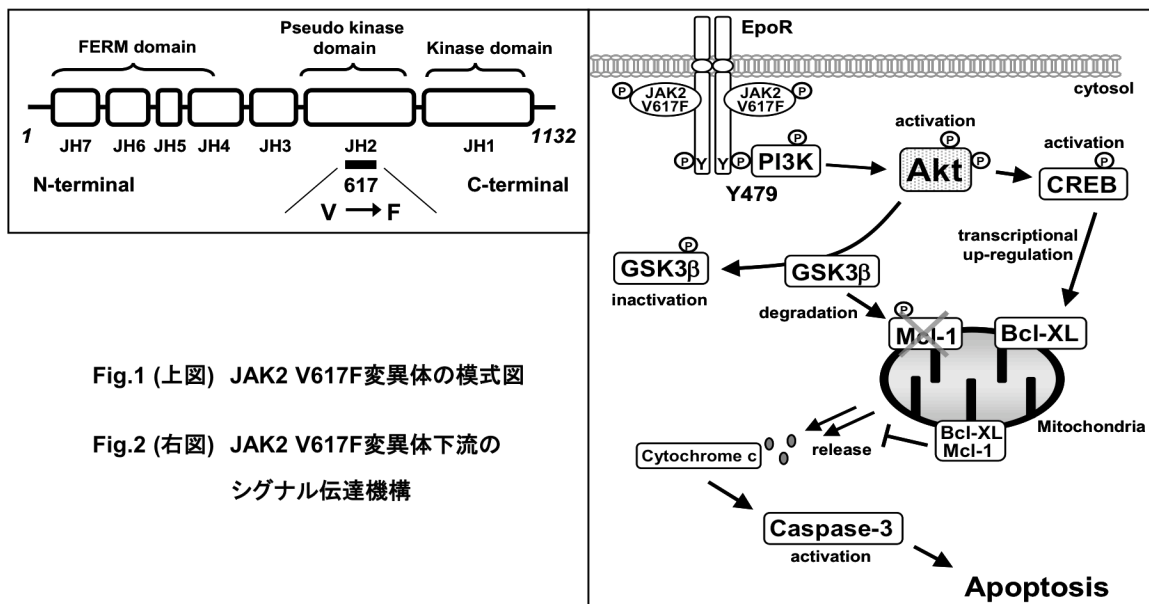 FERM domain
Pseudo kinase
domain
Kinase domain
1
1132
JH7
JH6
JH5
JH4
JH3
JH2
JH1
N-terminal
617
C-terminal
V
F
Fig.1 (上図) JAK2 V617F変異体の模式図
Fig.2 (右図) JAK2 V617F変異体下流の
シグナル伝達機構
EpoR
cytosol
P
JAK2
V617F
JAK2
V617F
P
P
Y
Y
P
P
PI3K
Y479
activation
P
P
Akt
activation
P
CREB
transcriptional
up-regulation
P
GSK3β
inactivation
GSK3β
degradation
P
Mcl-1
Bcl-XL
Mitochondria
Bcl-XL
Mcl-1
release
Cytochrome c
Caspase-3
activation
Apoptosis